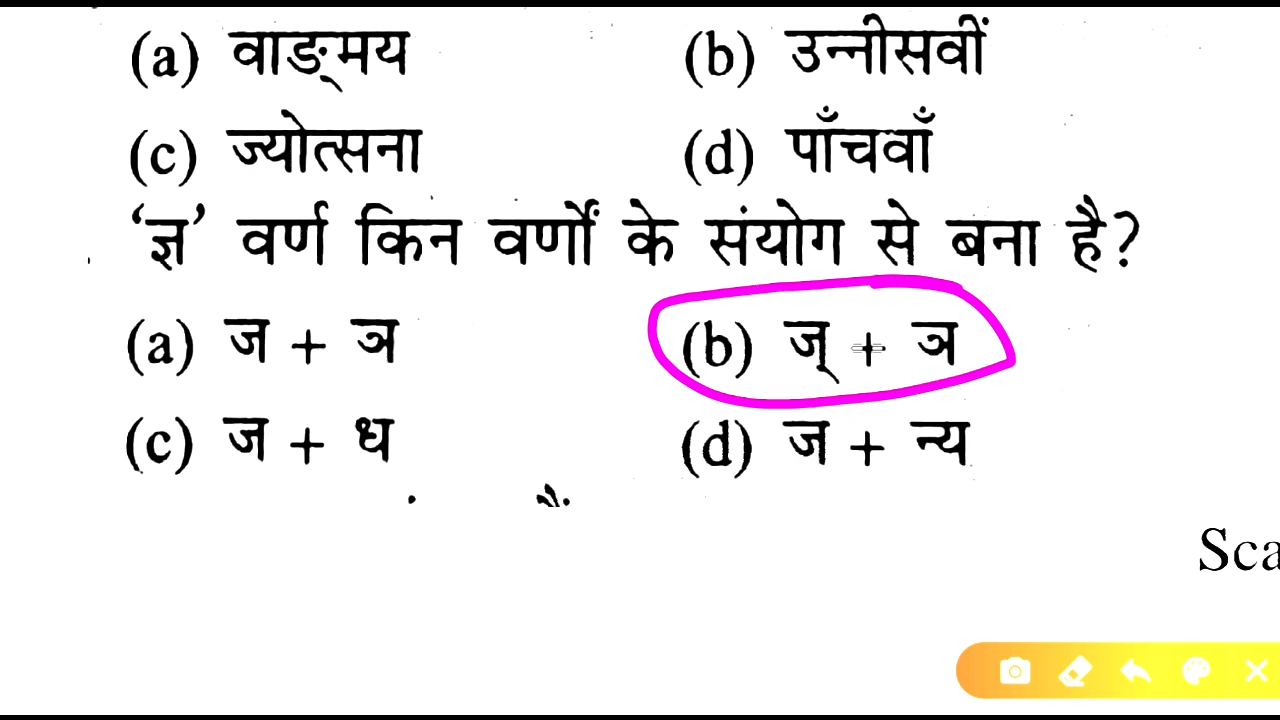 (a) वाङ्मय (b) उन्नीसवीं
(c) ज्योत्सना (d) पाँचवाँ
‘ज्ञ’ वर्ण किन वर्णों के संयोग से बना है?
(a) ज + ञ (b) ज् + ञ
(c) ज + ध (d) ज + न्य
Sca